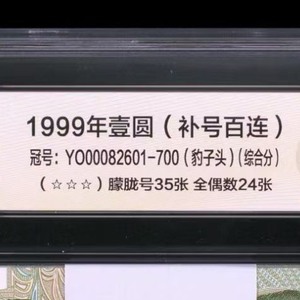 1999年壹圆（补号百连）
冠号: YO00082601-700（豹子头）（综合分）
（☆☆☆）朦胧号35张 全偶数24张